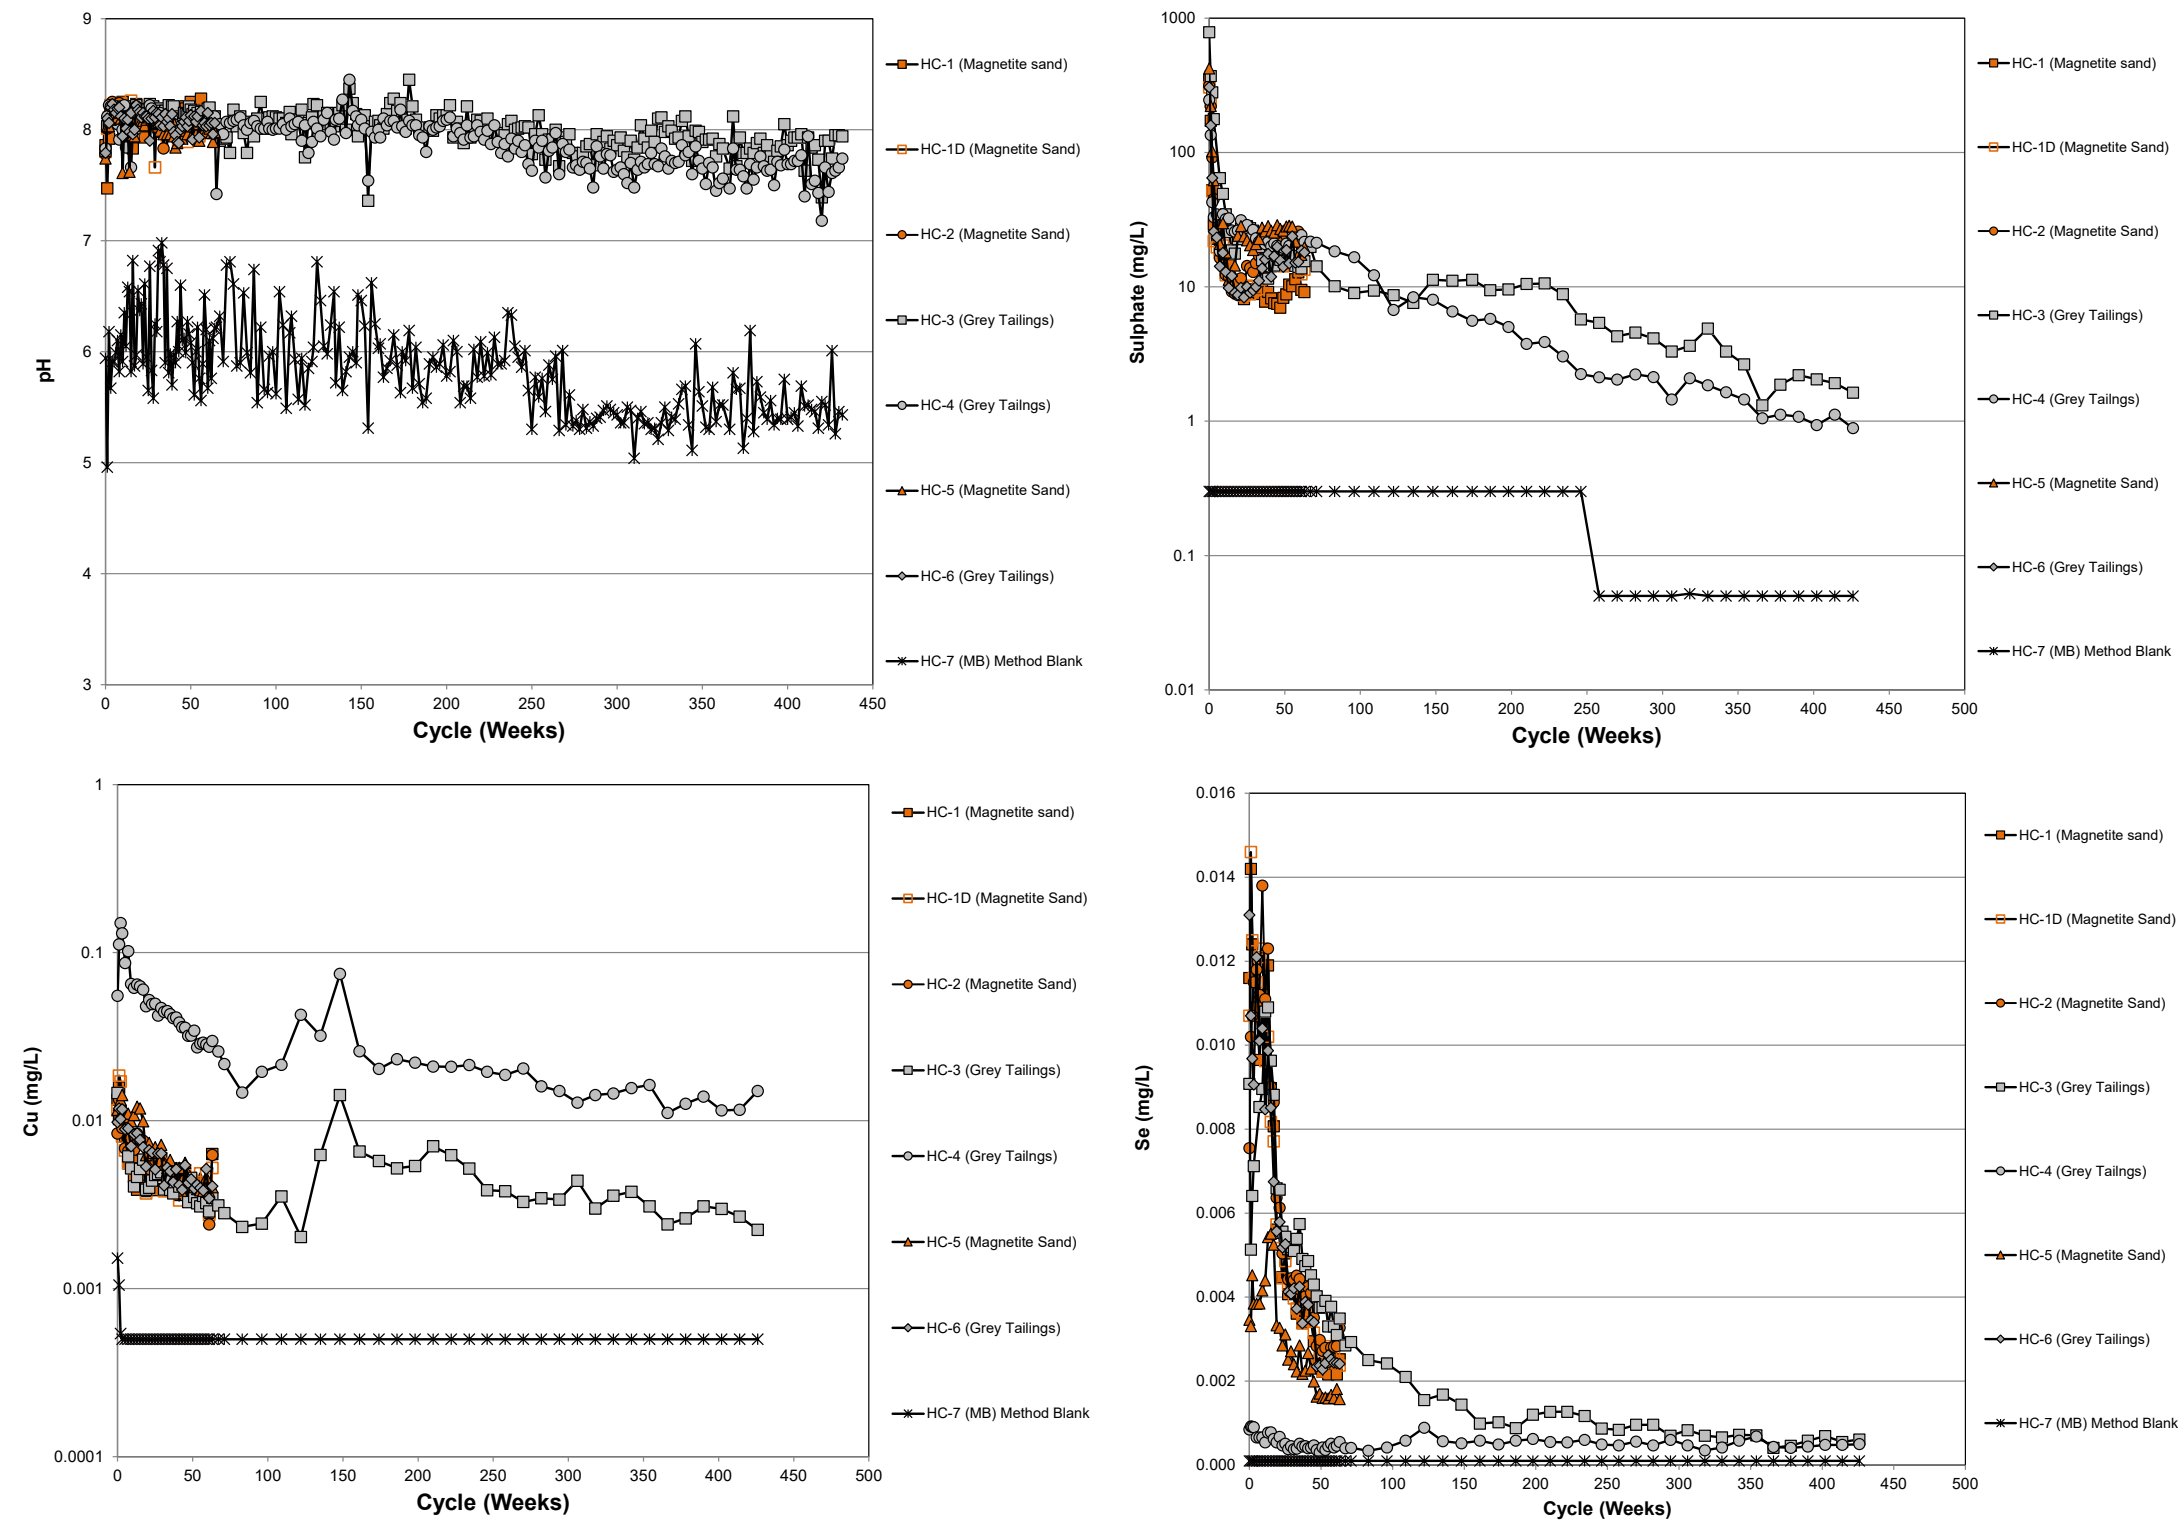 9
8
7
6
5
4
3
pH
0 50 100 150 200 250 300 350 400 450
Cycle (Weeks)
HC-1 (Magnetite sand)
HC-1D (Magnetite Sand)
HC-2 (Magnetite Sand)
HC-3 (Grey Tailings)
HC-4 (Grey Tailngs)
HC-5 (Magnetite Sand)
HC-6 (Grey Tailings)
HC-7 (MB) Method Blank
1000
100
10
1
0.1
0.01
Sulphate (mg/L)
0 50 100 150 200 250 300 350 400 450 500
Cycle (Weeks)
HC-1 (Magnetite sand)
HC-1D (Magnetite Sand)
HC-2 (Magnetite Sand)
HC-3 (Grey Tailings)
HC-4 (Grey Tailngs)
HC-5 (Magnetite Sand)
HC-6 (Grey Tailings)
HC-7 (MB) Method Blank
1
0.1
0.01
0.001
0.0001
Cu (mg/L)
0 50 100 150 200 250 300 350 400 450 500
Cycle (Weeks)
HC-1 (Magnetite sand)
HC-1D (Magnetite Sand)
HC-2 (Magnetite Sand)
HC-3 (Grey Tailings)
HC-4 (Grey Tailngs)
HC-5 (Magnetite Sand)
HC-6 (Grey Tailings)
HC-7 (MB) Method Blank
0.016
0.014
0.012
0.010
0.008
0.006
0.004
0.002
0.000
Se (mg/L)
0 50 100 150 200 250 300 350 400 450 500
Cycle (Weeks)
HC-1 (Magnetite sand)
HC-1D (Magnetite Sand)
HC-2 (Magnetite Sand)
HC-3 (Grey Tailings)
HC-4 (Grey Tailngs)
HC-5 (Magnetite Sand)
HC-6 (Grey Tailings)
HC-7 (MB) Method Blank